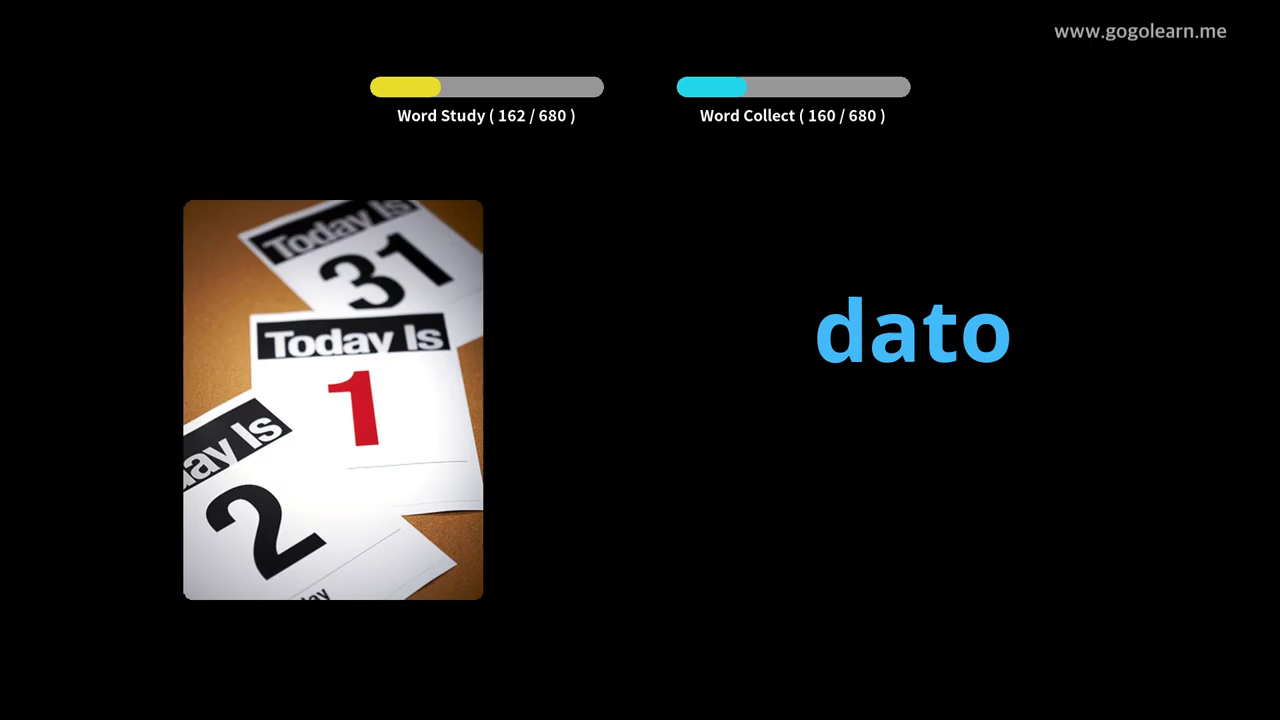 www.gogolearn.me
Word Study ( 162 / 680 )
Word Collect ( 160 / 680 )
Today Is
31
Today Is
1
day Is
2
dato